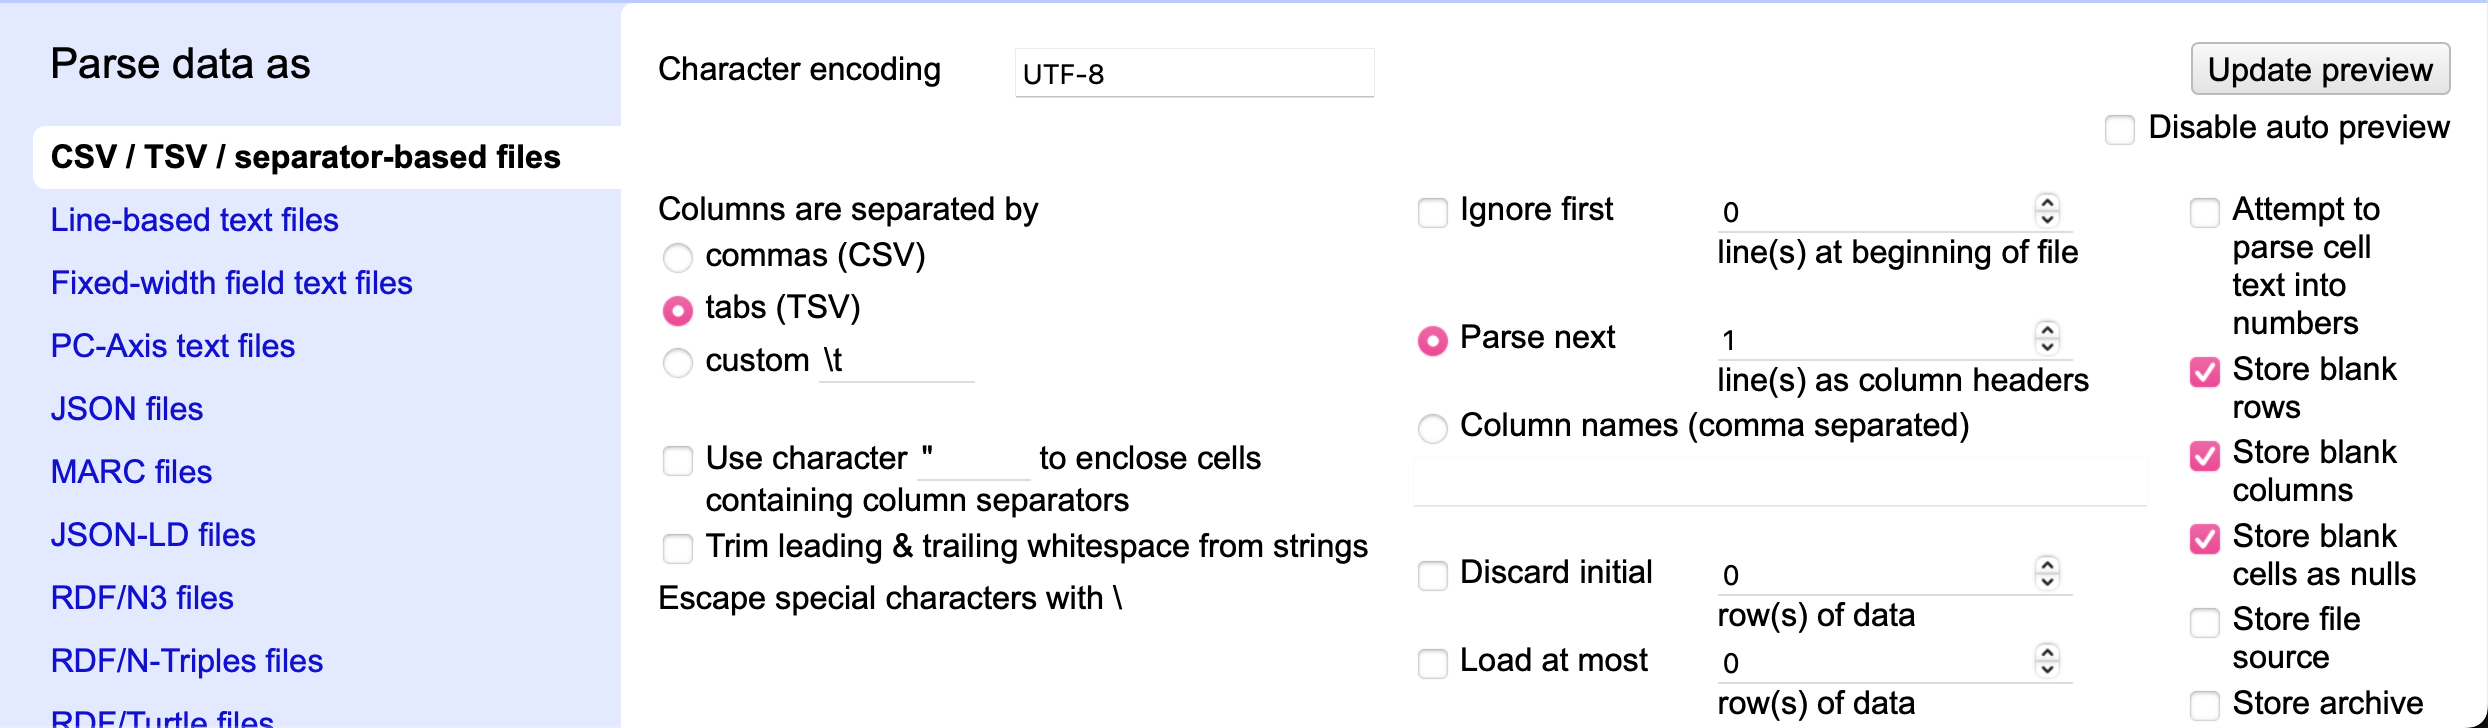 Parse data as
CSV / TSV / separator-based files
Line-based text files
Fixed-width field text files
PC-Axis text files
JSON files
MARC files
JSON-LD files
RDF/N3 files
RDF/N-Triples files
RDF/Turtle files
Character encoding UTF-8
Update preview
Disable auto preview
Columns are separated by
commas (CSV)
tabs (TSV)
custom \t
Use character " to enclose cells
containing column separators
Trim leading & trailing whitespace from strings
Escape special characters with \
Ignore first 0
line(s) at beginning of file
Parse next 1
line(s) as column headers
Column names (comma separated)
Discard initial 0
row(s) of data
Load at most 0
row(s) of data
Attempt to
parse cell
text into
numbers
Store blank
rows
Store blank
columns
Store blank
cells as nulls
Store file
source
Store archive